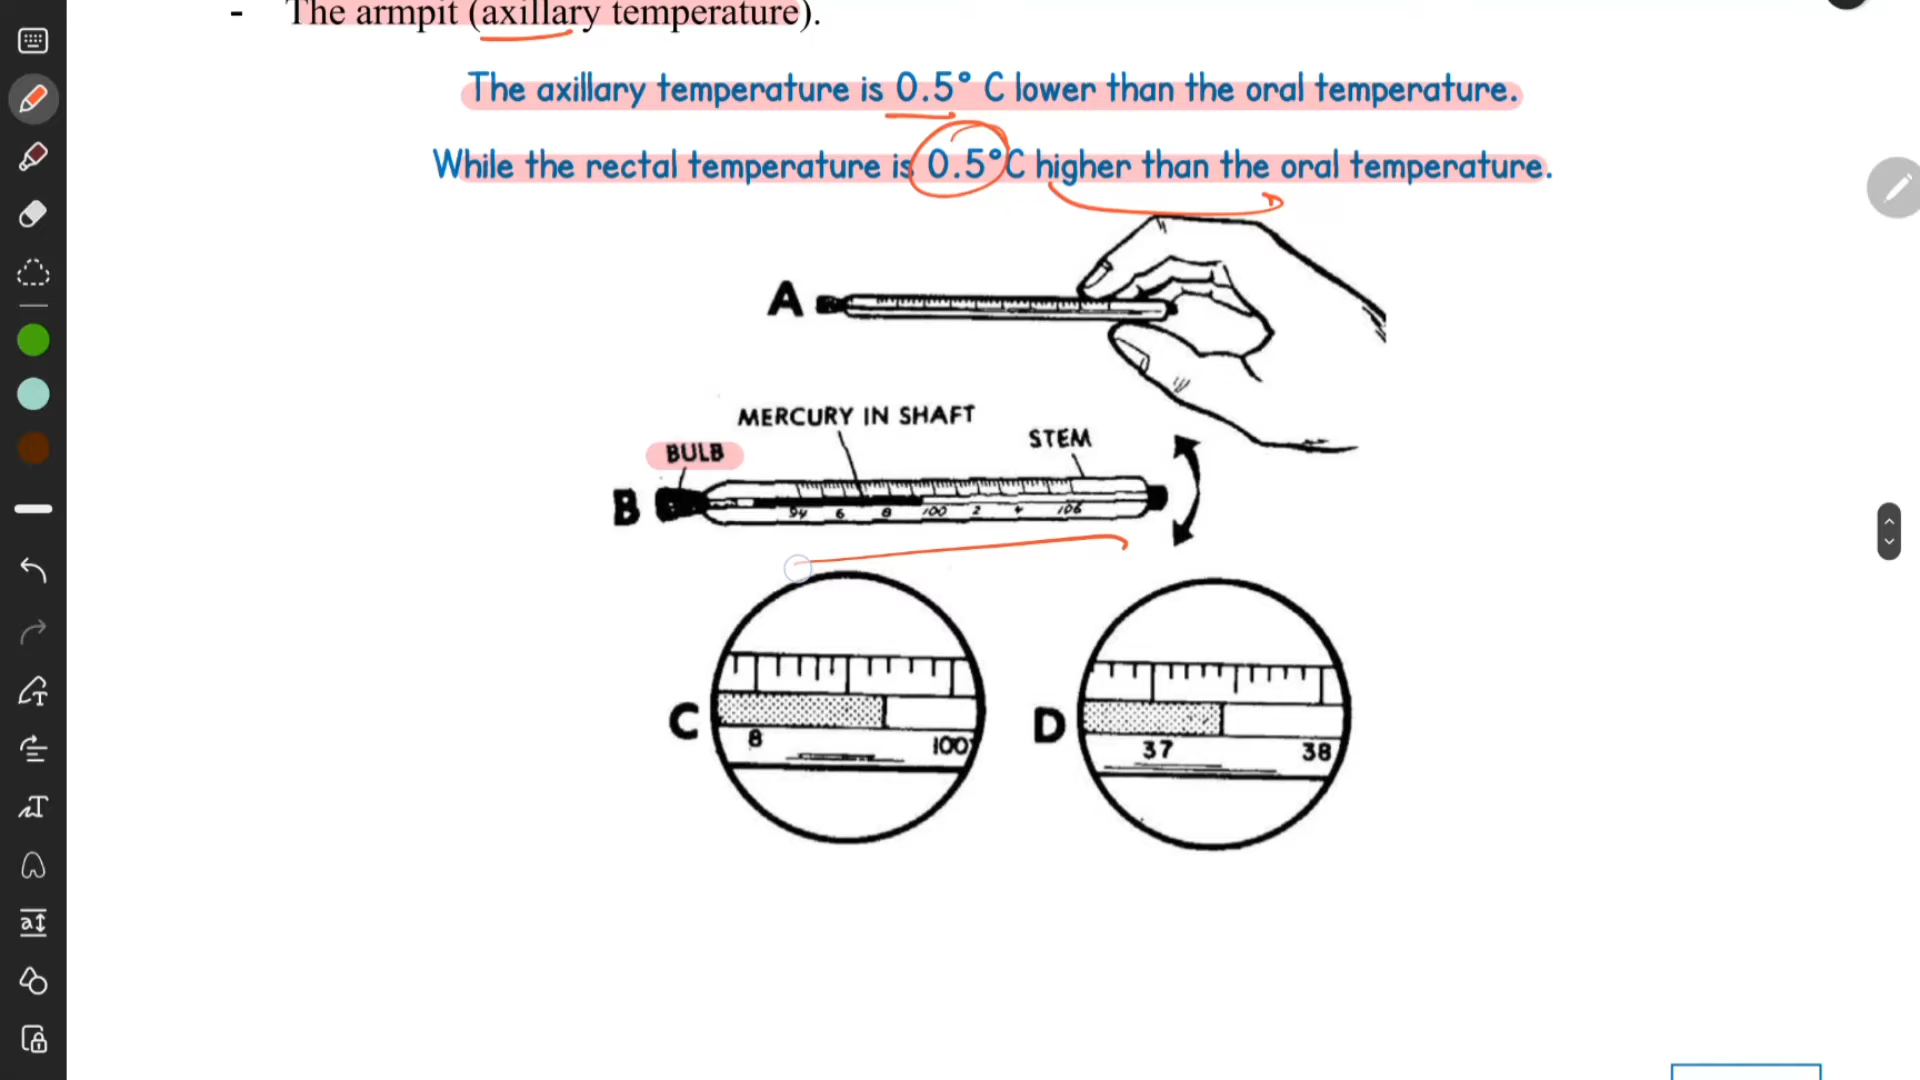 - The armpit (axillary temperature).
The axillary temperature is 0.5° C lower than the oral temperature.
While the rectal temperature is 0.5°C higher than the oral temperature.
A
MERCURY IN SHAFT
STEM
BULB
B
94 6 8 100 2 4 106
C
8 100
D
37 38